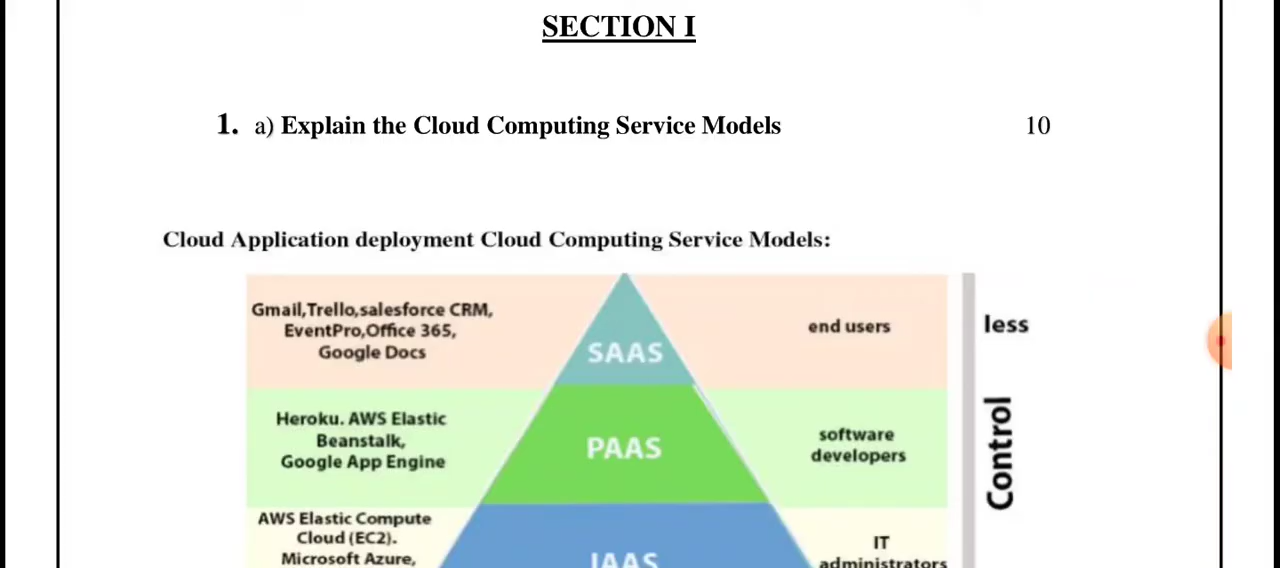 SECTION I
1. a) Explain the Cloud Computing Service Models 10
Cloud Application deployment Cloud Computing Service Models:
Gmail,Trello,salesforce CRM,
EventPro,Office 365,
Google Docs
SAAS
end users
less
Heroku. AWS Elastic
Beanstalk,
Google App Engine
PAAS
software
developers
Control
AWS Elastic Compute
Cloud (EC2).
Microsoft Azure,
IAAS
IT
administrators